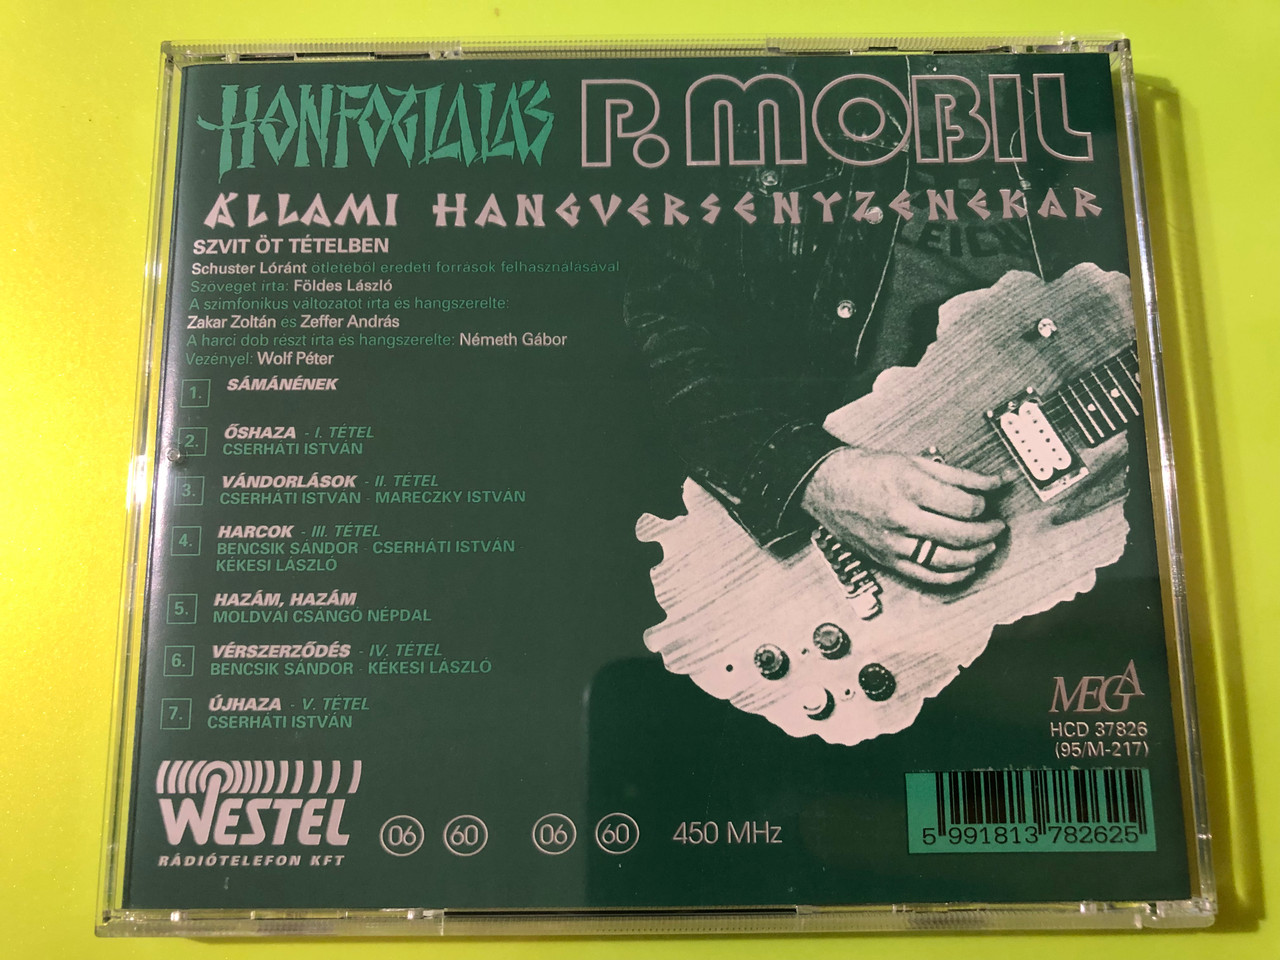 HONFOGLALÁS P. MOBIL
ÁLLAMI HANGVERSENYZENEKAR
SZVIT ÖT TÉTELBEN
Schuster Lóránt ötleteből eredeti források felhasználásával
Szöveget írta: Földes László
A szimfonikus változatot írta és hangszerelte:
Zakar Zoltán és Zeffer András
A harci dob részt írta és hangszerelte: Németh Gábor
Vezényel: Wolf Péter
1. SÁMÁNÉNEK
2. ŐSHAZA - I. TÉTEL
CSERHÁTI ISTVÁN
3. VÁNDORLÁSOK - II. TÉTEL
CSERHÁTI ISTVÁN - MARECZKY ISTVÁN
4. HARCOK - III. TÉTEL
BENCSIK SÁNDOR - CSERHÁTI ISTVÁN -
KÉKESI LÁSZLÓ
5. HAZÁM, HAZÁM
MOLDVAI CSÁNGÓ NÉPDAL
6. VÉRSZERZŐDÉS - IV. TÉTEL
BENCSIK SÁNDOR - KÉKESI LÁSZLÓ
7. ÚJHAZA - V. TÉTEL
CSERHÁTI ISTVÁN
MEGA
HCD 37826
(95/M-217)
WESTEL
RÁDIÓTELEFON KFT
06 60 06 60 450 MHz
5 991813 782625